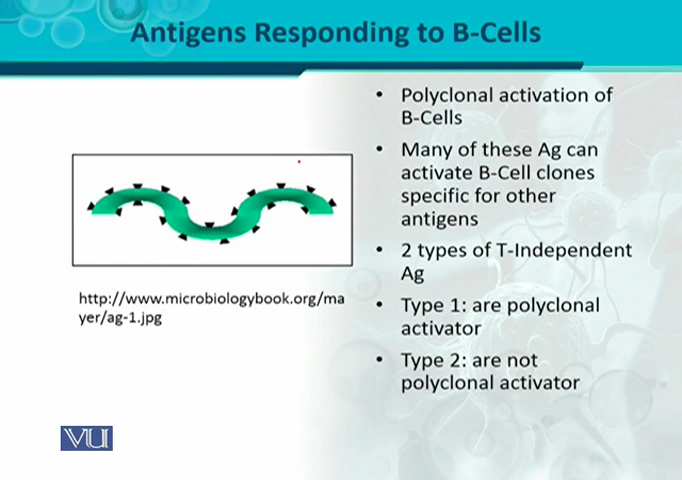 Antigens Responding to B-Cells
• Polyclonal activation of
B-Cells
• Many of these Ag can
activate B-Cell clones
specific for other
antigens
• 2 types of T-Independent
Ag
• Type 1: are polyclonal
activator
• Type 2: are not
polyclonal activator
http://www.microbiologybook.org/ma
yer/ag-1.jpg
VU